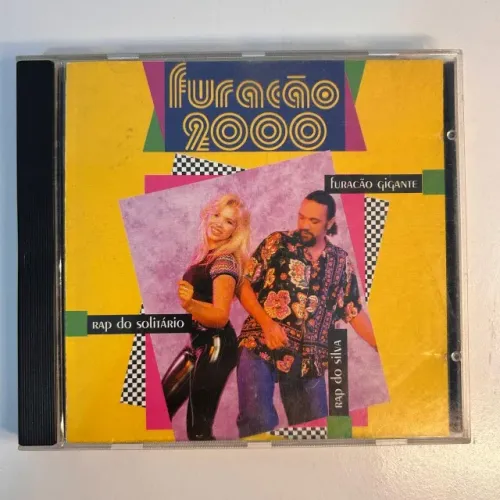 furacão
2000
furacão gigante
rap do solitário
rap do silva